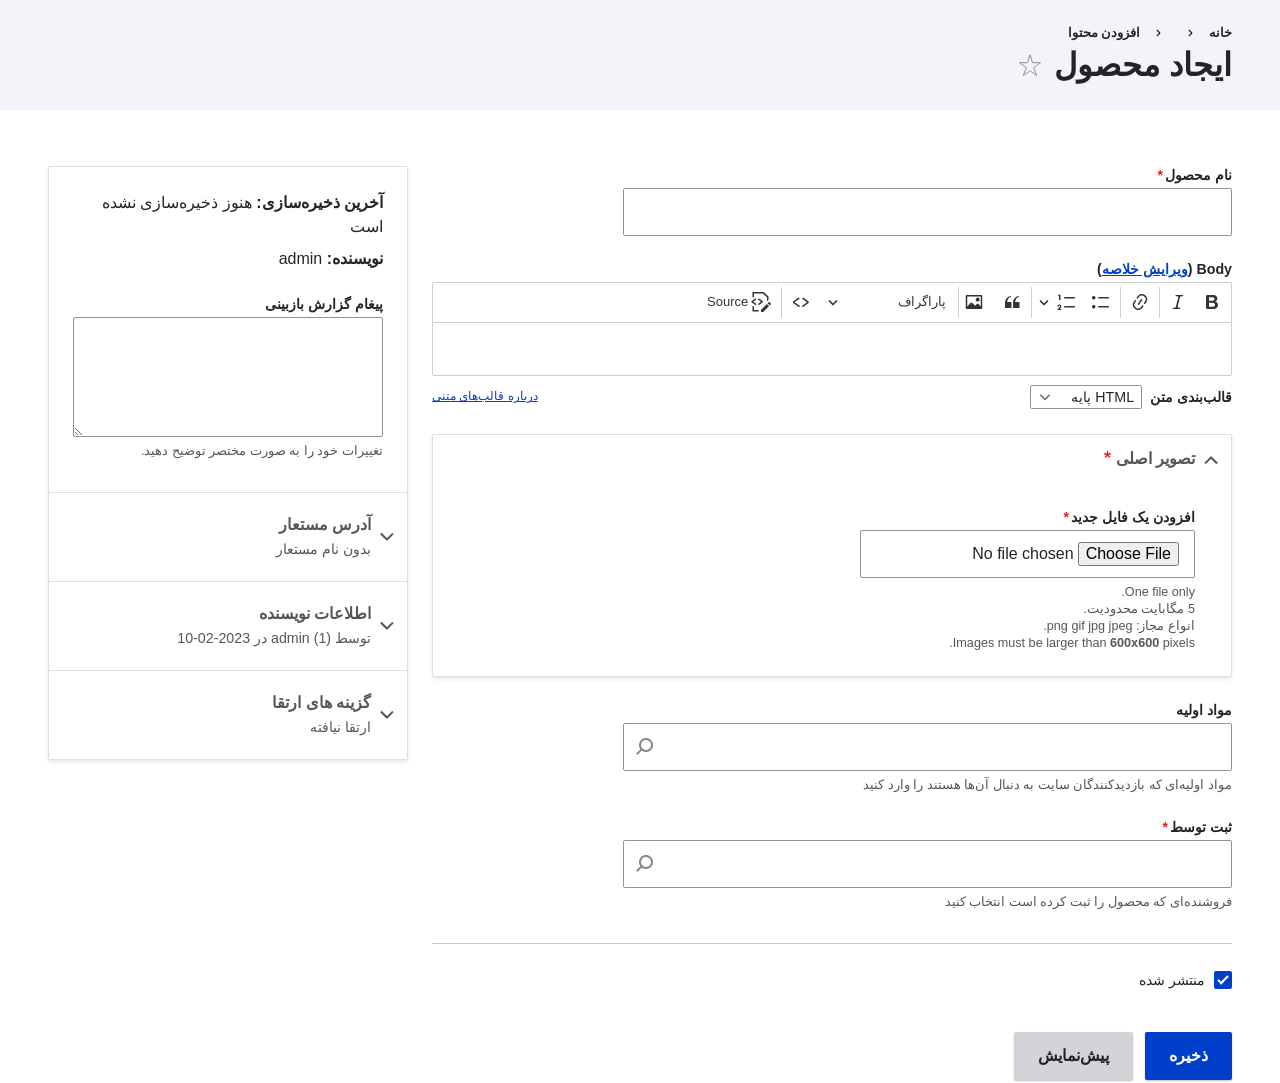 خانه
افزودن محتوا
ایجاد محصول
نام محصول*
Body (ویرایش خلاصه)
پاراگراف
Source
قالب‌بندی متن
HTML پایه
درباره قالب‌های متنی
تصویر اصلی *
افزودن یک فایل جدید*
Choose File No file chosen
One file only.
5 مگابایت محدودیت.
انواع مجاز: png gif jpg jpeg.
Images must be larger than 600x600 pixels.
مواد اولیه
مواد اولیه‌ای که بازدیدکنندگان سایت به دنبال آن‌ها هستند را وارد کنید
ثبت توسط*
فروشنده‌ای که محصول را ثبت کرده است انتخاب کنید
منتشر شده
ذخیره
پیش‌نمایش
آخرین ذخیره‌سازی: هنوز ذخیره‌سازی نشده
است
نویسنده: admin
پیغام گزارش بازبینی
تغییرات خود را به صورت مختصر توضیح دهید.
آدرس مستعار
بدون نام مستعار
اطلاعات نویسنده
توسط admin (1) در 2023-02-10
گزینه های ارتقا
ارتقا نیافته